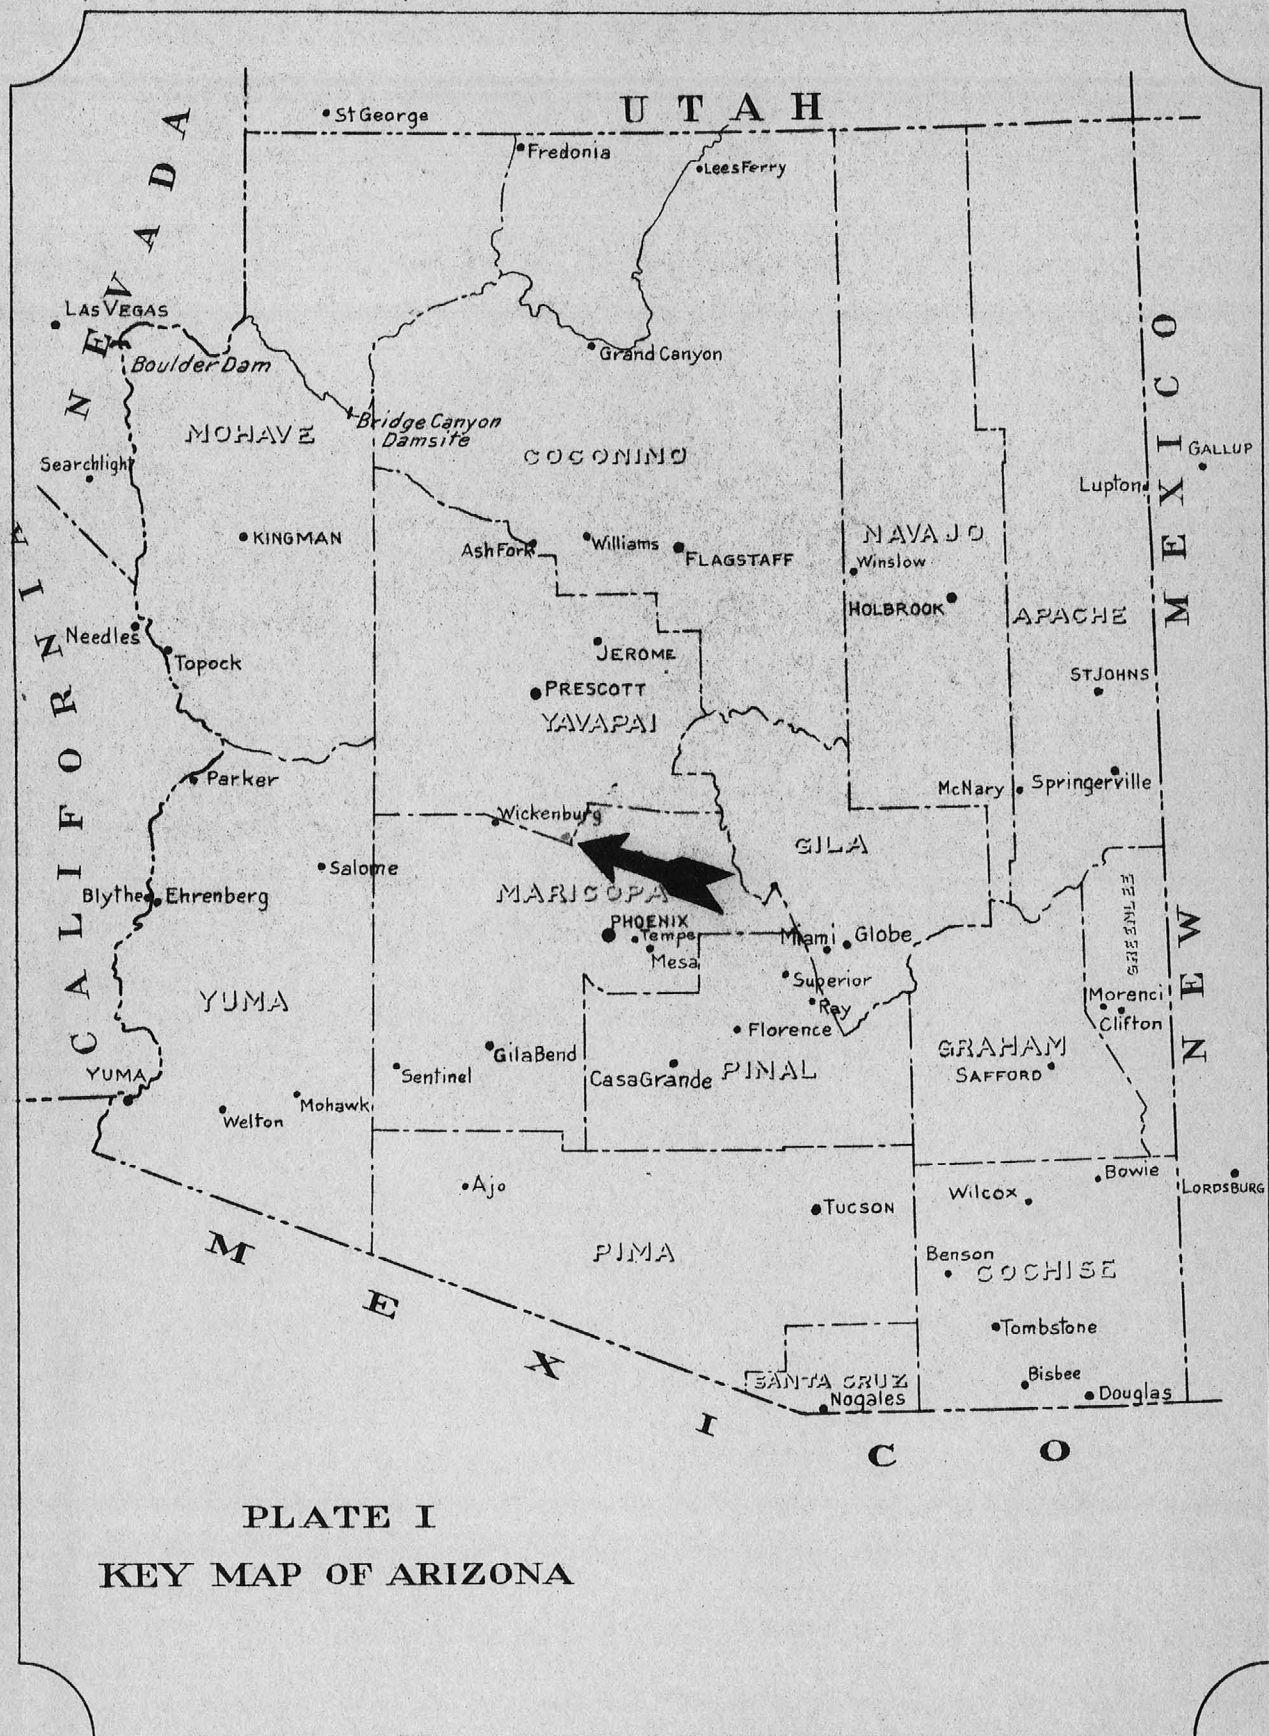 UTAH
St George
Fredonia
Lees Ferry
NEVADA
LAS VEGAS
Boulder Dam
Grand Canyon
MOHAVE
Bridge Canyon
Damsite
COCONINO
Searchlight
GALLUP
Lupton
KINGMAN
Ash Fork
Williams
FLAGSTAFF
NAVAJO
Winslow
HOLBROOK
APACHE
NEW MEXICO
CALIFORNIA
Needles
Topock
JEROME
PRESCOTT
YAVAPAI
ST JOHNS
Parker
McNary
Springerville
Wickenburg
GILA
Salome
Blythe
Ehrenberg
MARICOPA
GREENLEE
PHOENIX
Tempe
Mesa
Miami
Globe
Superior
Ray
YUMA
Morenci
Clifton
Florence
GilaBend
GRAHAM
SAFFORD
YUMA
Sentinel
CasaGrande
PINAL
Welton
Mohawk
Ajo
Wilcox
Bowie
LORDSBURG
TUCSON
PIMA
Benson
COCHISE
Tombstone
SANTA CRUZ
Nogales
Bisbee
Douglas
MEXICO
PLATE I
KEY MAP OF ARIZONA